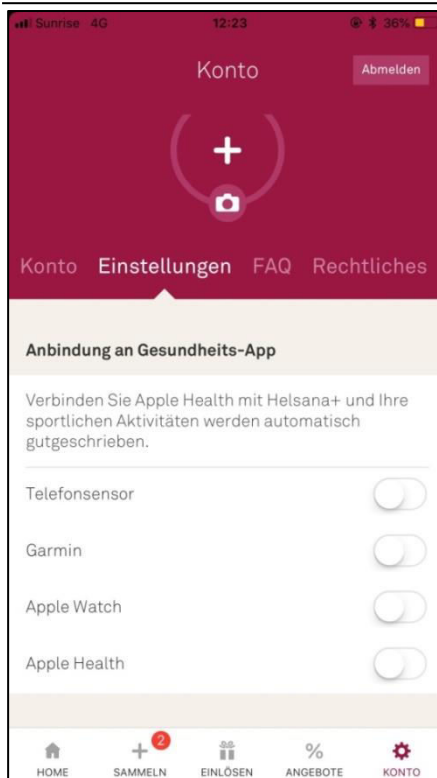 Sunrise 4G 12:23 36%
Konto Abmelden
Konto Einstellungen FAQ Rechtliches
Anbindung an Gesundheits-App
Verbinden Sie Apple Health mit Helsana+ und Ihre
sportlichen Aktivitäten werden automatisch
gutgeschrieben.
Telefonsensor
Garmin
Apple Watch
Apple Health
2
HOME SAMMELN EINLÖSEN ANGEBOTE KONTO